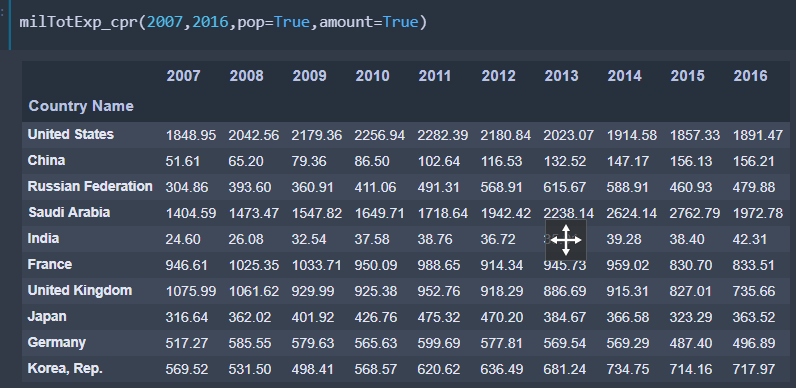 milTotExp_cpr(2007,2016,pop=True,amount=True)
2007 2008 2009 2010 2011 2012 2013 2014 2015 2016
Country Name
United States 1848.95 2042.56 2179.36 2256.94 2282.39 2180.84 2023.07 1914.58 1857.33 1891.47
China 51.61 65.20 79.36 86.50 102.64 116.53 132.52 147.17 156.13 156.21
Russian Federation 304.86 393.60 360.91 411.06 491.31 568.91 615.67 588.91 460.93 479.88
Saudi Arabia 1404.59 1473.47 1547.82 1649.71 1718.64 1942.42 2238.14 2624.14 2762.79 1972.78
India 24.60 26.08 32.54 37.58 38.76 36.72 39.28 38.40 42.31
France 946.61 1025.35 1033.71 950.09 988.65 914.34 945.73 959.02 830.70 833.51
United Kingdom 1075.99 1061.62 929.99 925.38 952.76 918.29 886.69 915.31 827.01 735.66
Japan 316.64 362.02 401.92 426.76 475.32 470.20 384.67 366.58 323.29 363.52
Germany 517.27 585.55 579.63 565.63 599.69 577.81 569.54 569.29 487.40 496.89
Korea, Rep. 569.52 531.50 498.41 568.57 620.62 636.49 681.24 734.75 714.16 717.97